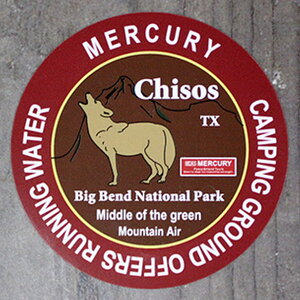 MERCURY
CAMPING GROUND OFFERS RUNNING WATER
Chisos
TX
MERCURY
Big Bend National Park
Middle of the green
Mountain Air